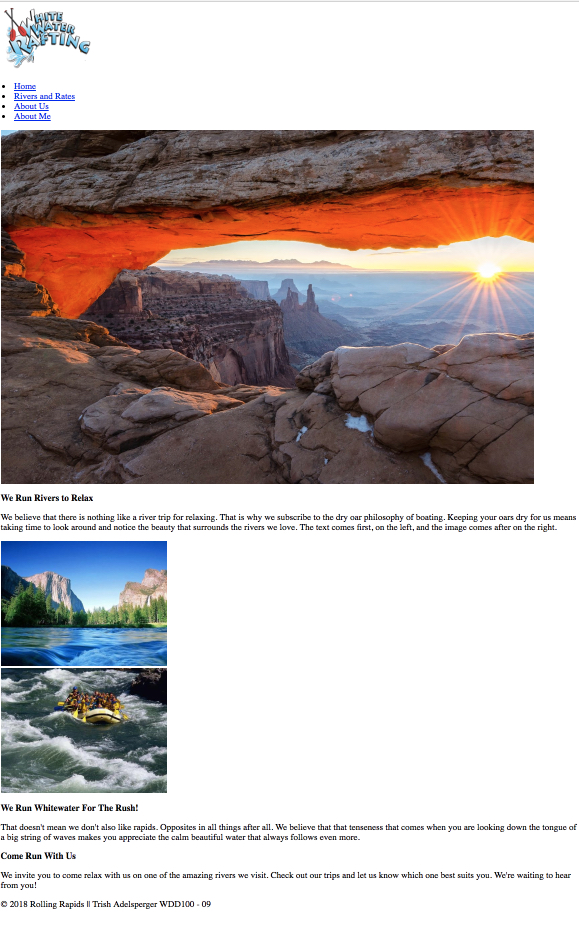 WHITE
WATER
RAFTING
Home
Rivers and Rates
About Us
About Me
We Run Rivers to Relax
We believe that there is nothing like a river trip for relaxing. That is why we subscribe to the dry oar philosophy of boating. Keeping your oars dry for us means
taking time to look around and notice the beauty that surrounds the rivers we love. The text comes first, on the left, and the image comes after on the right.
We Run Whitewater For The Rush!
That doesn't mean we don't also like rapids. Opposites in all things after all. We believe that that tenseness that comes when you are looking down the tongue of
a big string of waves makes you appreciate the calm beautiful water that always follows even more.
Come Run With Us
We invite you to come relax with us on one of the amazing rivers we visit. Check out our trips and let us know which one best suits you. We're waiting to hear
from you!
© 2018 Rolling Rapids || Trish Adelsperger WDD100 - 09